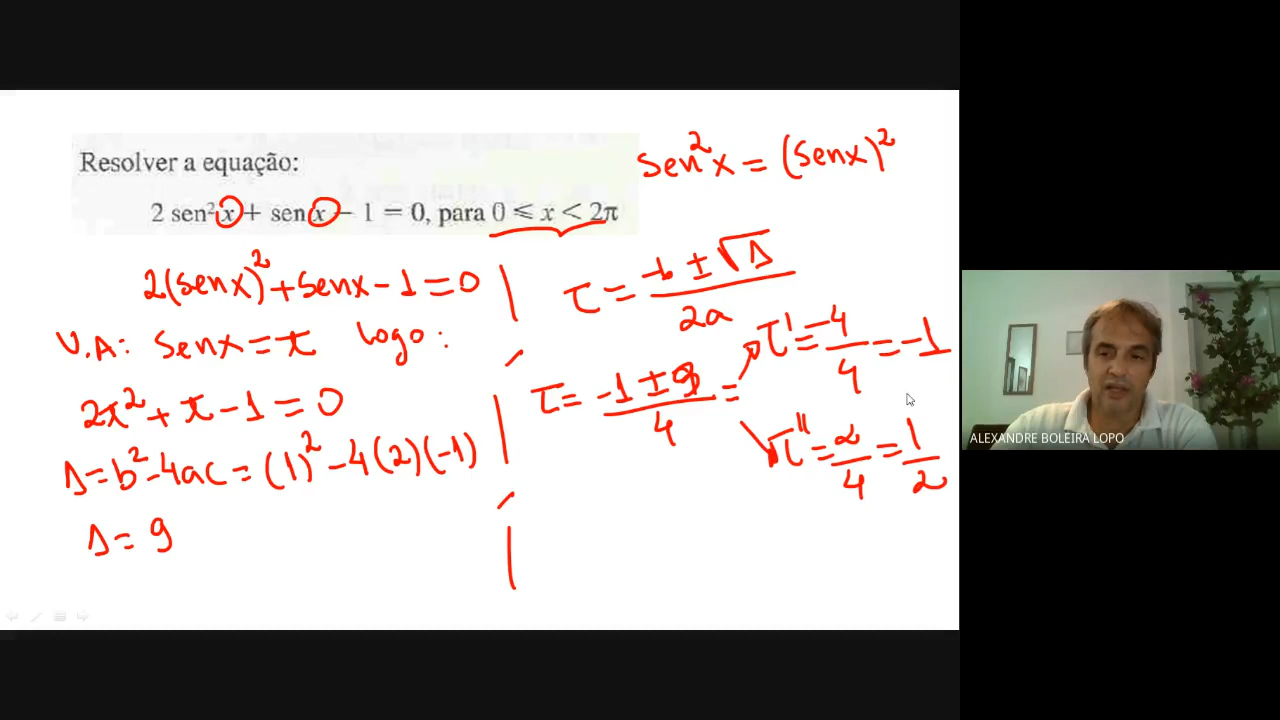 Resolver a equação:
2 sen²x + sen x − 1 = 0, para 0 ⩽ x < 2π
sen²x = (senx)²
2(senx)² + senx − 1 = 0
V.A: senx = t logo:
2t² + t − 1 = 0
Δ = b² − 4ac = (1)² − 4(2)(−1)
Δ = 9
t = (−b ± √Δ)/2a
t = (−1 ± 3)/4 =
t' = −4/4 = −1
t'' = 2/4 = 1/2
ALEXANDRE BOLEIRA LOPO